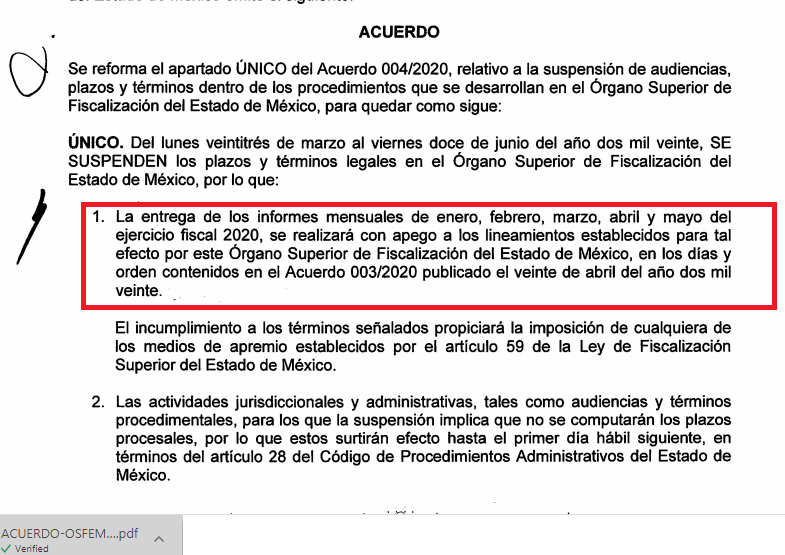 ACUERDO
Se reforma el apartado ÚNICO del Acuerdo 004/2020, relativo a la suspensión de audiencias,
plazos y términos dentro de los procedimientos que se desarrollan en el Órgano Superior de
Fiscalización del Estado de México, para quedar como sigue:
ÚNICO. Del lunes veintitrés de marzo al viernes doce de junio del año dos mil veinte, SE
SUSPENDEN los plazos y términos legales en el Órgano Superior de Fiscalización del
Estado de México, por lo que:
1. La entrega de los informes mensuales de enero, febrero, marzo, abril y mayo del
ejercicio fiscal 2020, se realizará con apego a los lineamientos establecidos para tal
efecto por este Órgano Superior de Fiscalización del Estado de México, en los días y
orden contenidos en el Acuerdo 003/2020 publicado el veinte de abril del año dos mil
veinte.
El incumplimiento a los términos señalados propiciará la imposición de cualquiera de
los medios de apremio establecidos por el artículo 59 de la Ley de Fiscalización
Superior del Estado de México.
2. Las actividades jurisdiccionales y administrativas, tales como audiencias y términos
procedimentales, para los que la suspensión implica que no se computarán los plazos
procesales, por lo que estos surtirán efecto hasta el primer día hábil siguiente, en
términos del artículo 28 del Código de Procedimientos Administrativos del Estado de
México.
ACUERDO-OSFEM....pdf
Verified